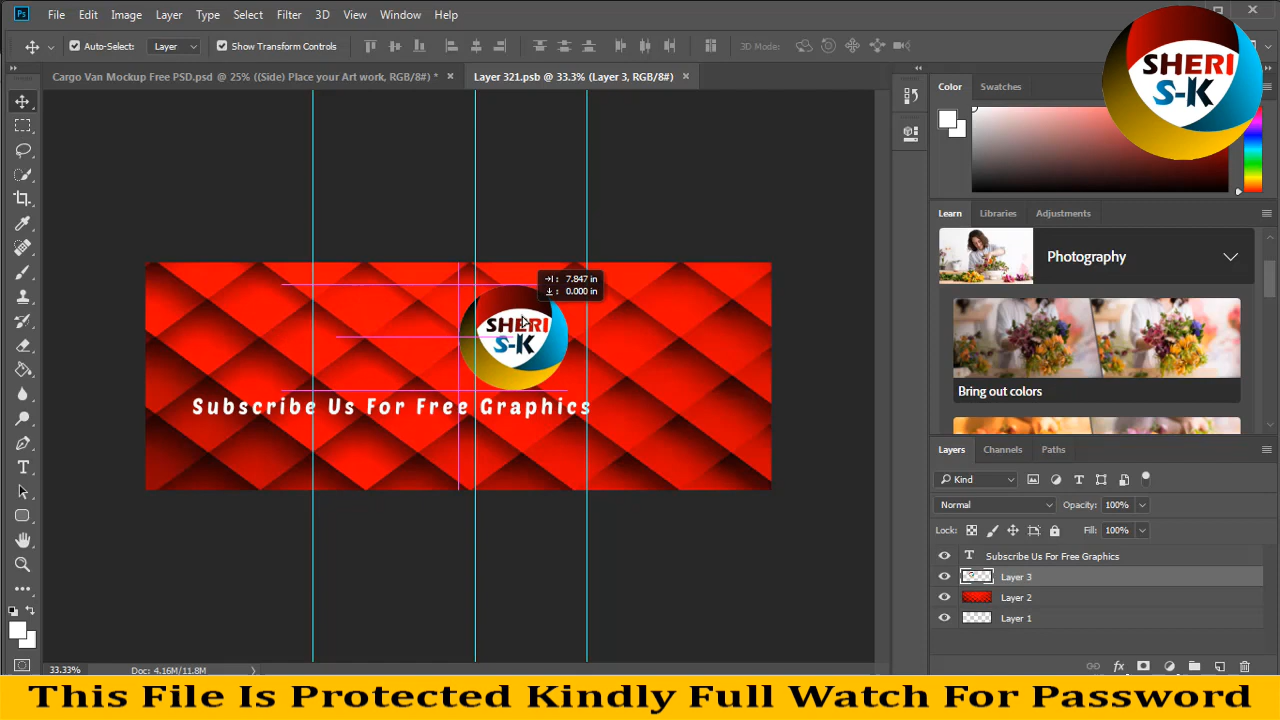 Ps File Edit Image Layer Type Select Filter 3D View Window Help
Auto-Select: Layer Show Transform Controls 3D Mode:
SHERI
S-K
Cargo Van Mockup Free PSD.psd @ 25% ((Side) Place your Art work, RGB/8#) * × Layer 321.psb @ 33.3% (Layer 3, RGB/8#) ×
Color Swatches
Learn Libraries Adjustments
Photography
Bring out colors
: 7.847 in
: 0.000 in
SHERI
S-K
Subscribe Us For Free Graphics
Layers Channels Paths
Kind
Normal Opacity: 100%
Lock: Fill: 100%
T Subscribe Us For Free Graphics
Layer 3
Layer 2
Layer 1
33.33% Doc: 4.16M/11.8M
This File Is Protected Kindly Full Watch For Password